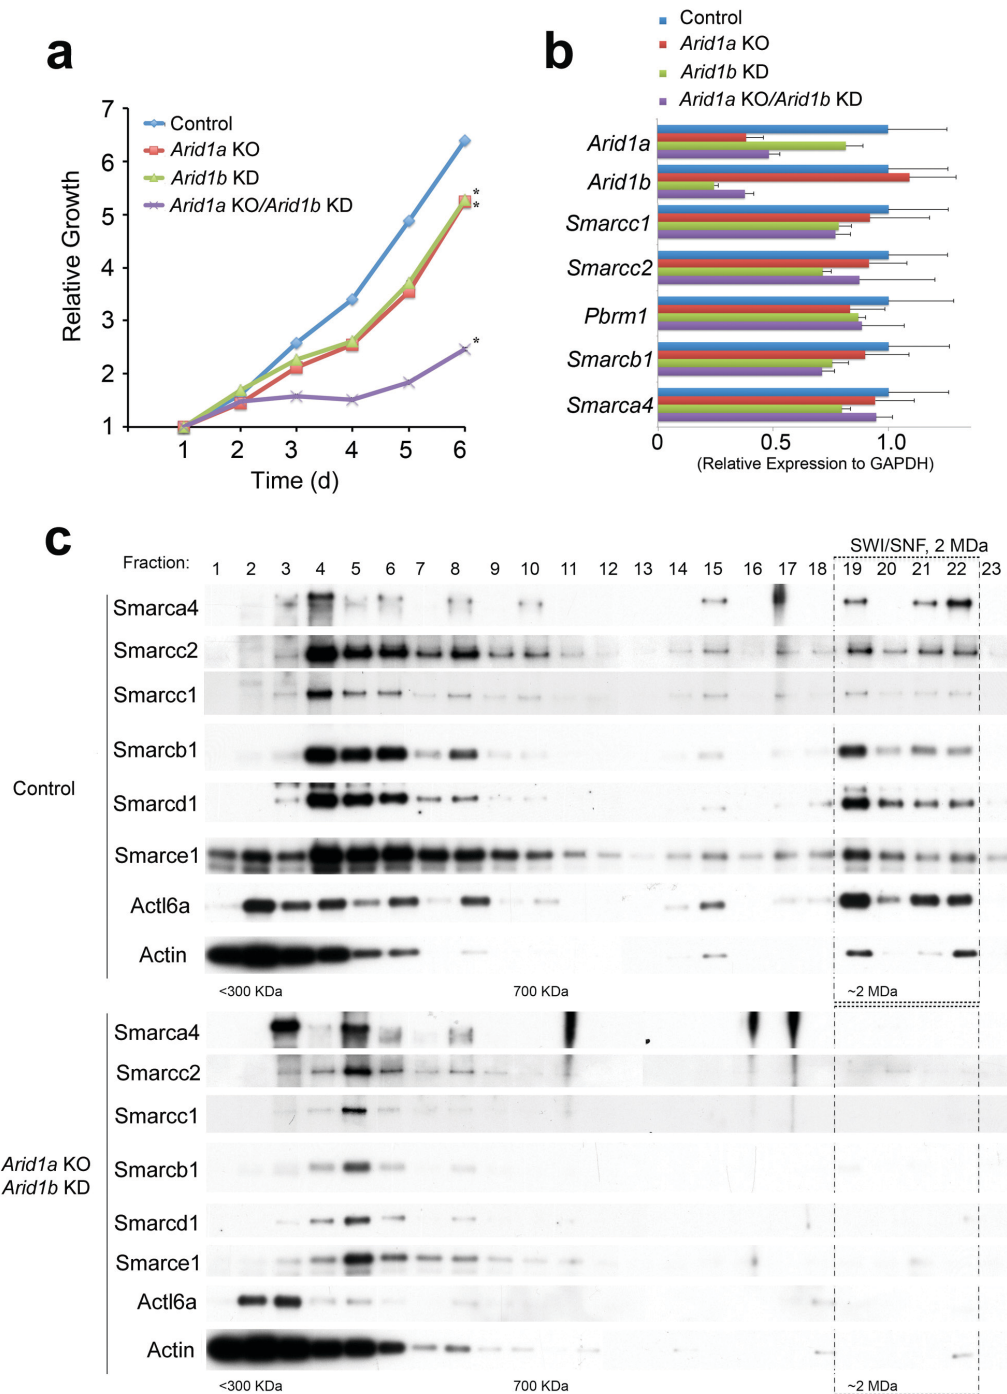 a
7
6
5
4
3
2
1
Relative Growth
Control
Arid1a KO
Arid1b KD
Arid1a KO/Arid1b KD
*
*
*
1 2 3 4 5 6
Time (d)
b
Control
Arid1a KO
Arid1b KD
Arid1a KO/Arid1b KD
Arid1a
Arid1b
Smarcc1
Smarcc2
Pbrm1
Smarcb1
Smarca4
0 0.5 1.0
(Relative Expression to GAPDH)
c
SWI/SNF, 2 MDa
Fraction: 1 2 3 4 5 6 7 8 9 10 11 12 13 14 15 16 17 18 19 20 21 22 23
Control
Smarca4
Smarcc2
Smarcc1
Smarcb1
Smarcd1
Smarce1
Actl6a
Actin
<300 KDa 700 KDa ~2 MDa
Arid1a KO
Arid1b KD
Smarca4
Smarcc2
Smarcc1
Smarcb1
Smarcd1
Smarce1
Actl6a
Actin
<300 KDa 700 KDa ~2 MDa